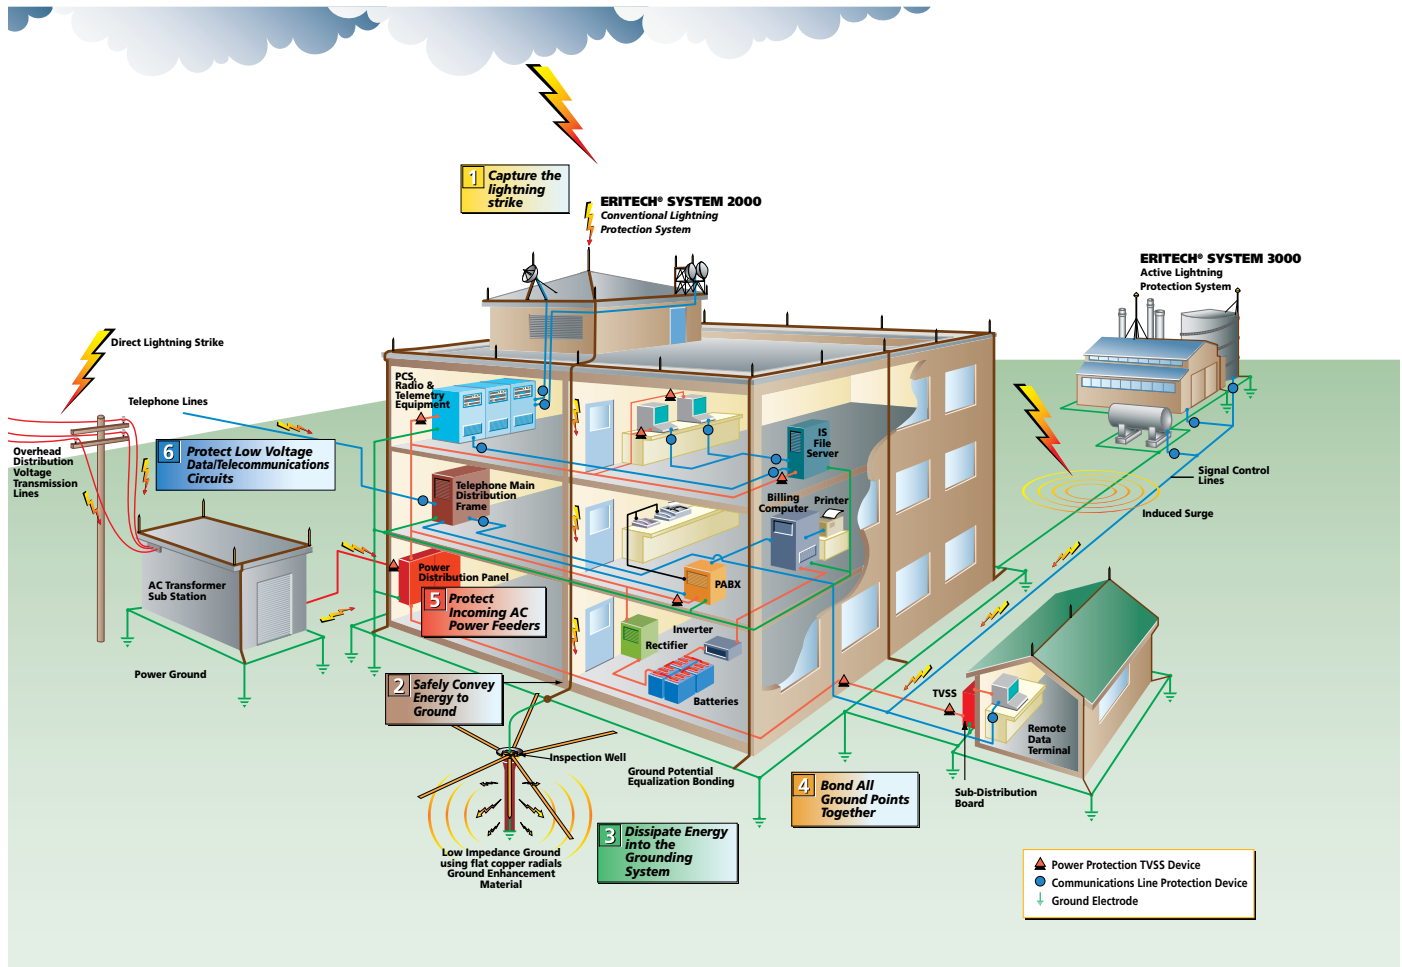 1 Capture the
lightning
strike
ERITECH® SYSTEM 2000
Conventional Lightning
Protection System
ERITECH® SYSTEM 3000
Active Lightning
Protection System
Direct Lightning Strike
Telephone Lines
6 Protect Low Voltage
Data/Telecommunications
Circuits
Overhead
Distribution
Voltage
Transmission
Lines
PCS,
Radio &
Telemetry
Equipment
IS
File
Server
Telephone Main
Distribution
Frame
Billing
Computer
Printer
Signal Control
Lines
Induced Surge
AC Transformer
Sub Station
Power
Distribution Panel
PABX
5 Protect
Incoming AC
Power Feeders
Inverter
Rectifier
Batteries
Power Ground
2 Safely Convey
Energy to
Ground
TVSS
Remote
Data
Terminal
Inspection Well
Ground Potential
Equalization Bonding
4 Bond All
Ground Points
Together
Sub-Distribution
Board
3 Dissipate Energy
into the
Grounding
System
Low Impedance Ground
using flat copper radials
Ground Enhancement
Material
Power Protection TVSS Device
Communications Line Protection Device
Ground Electrode